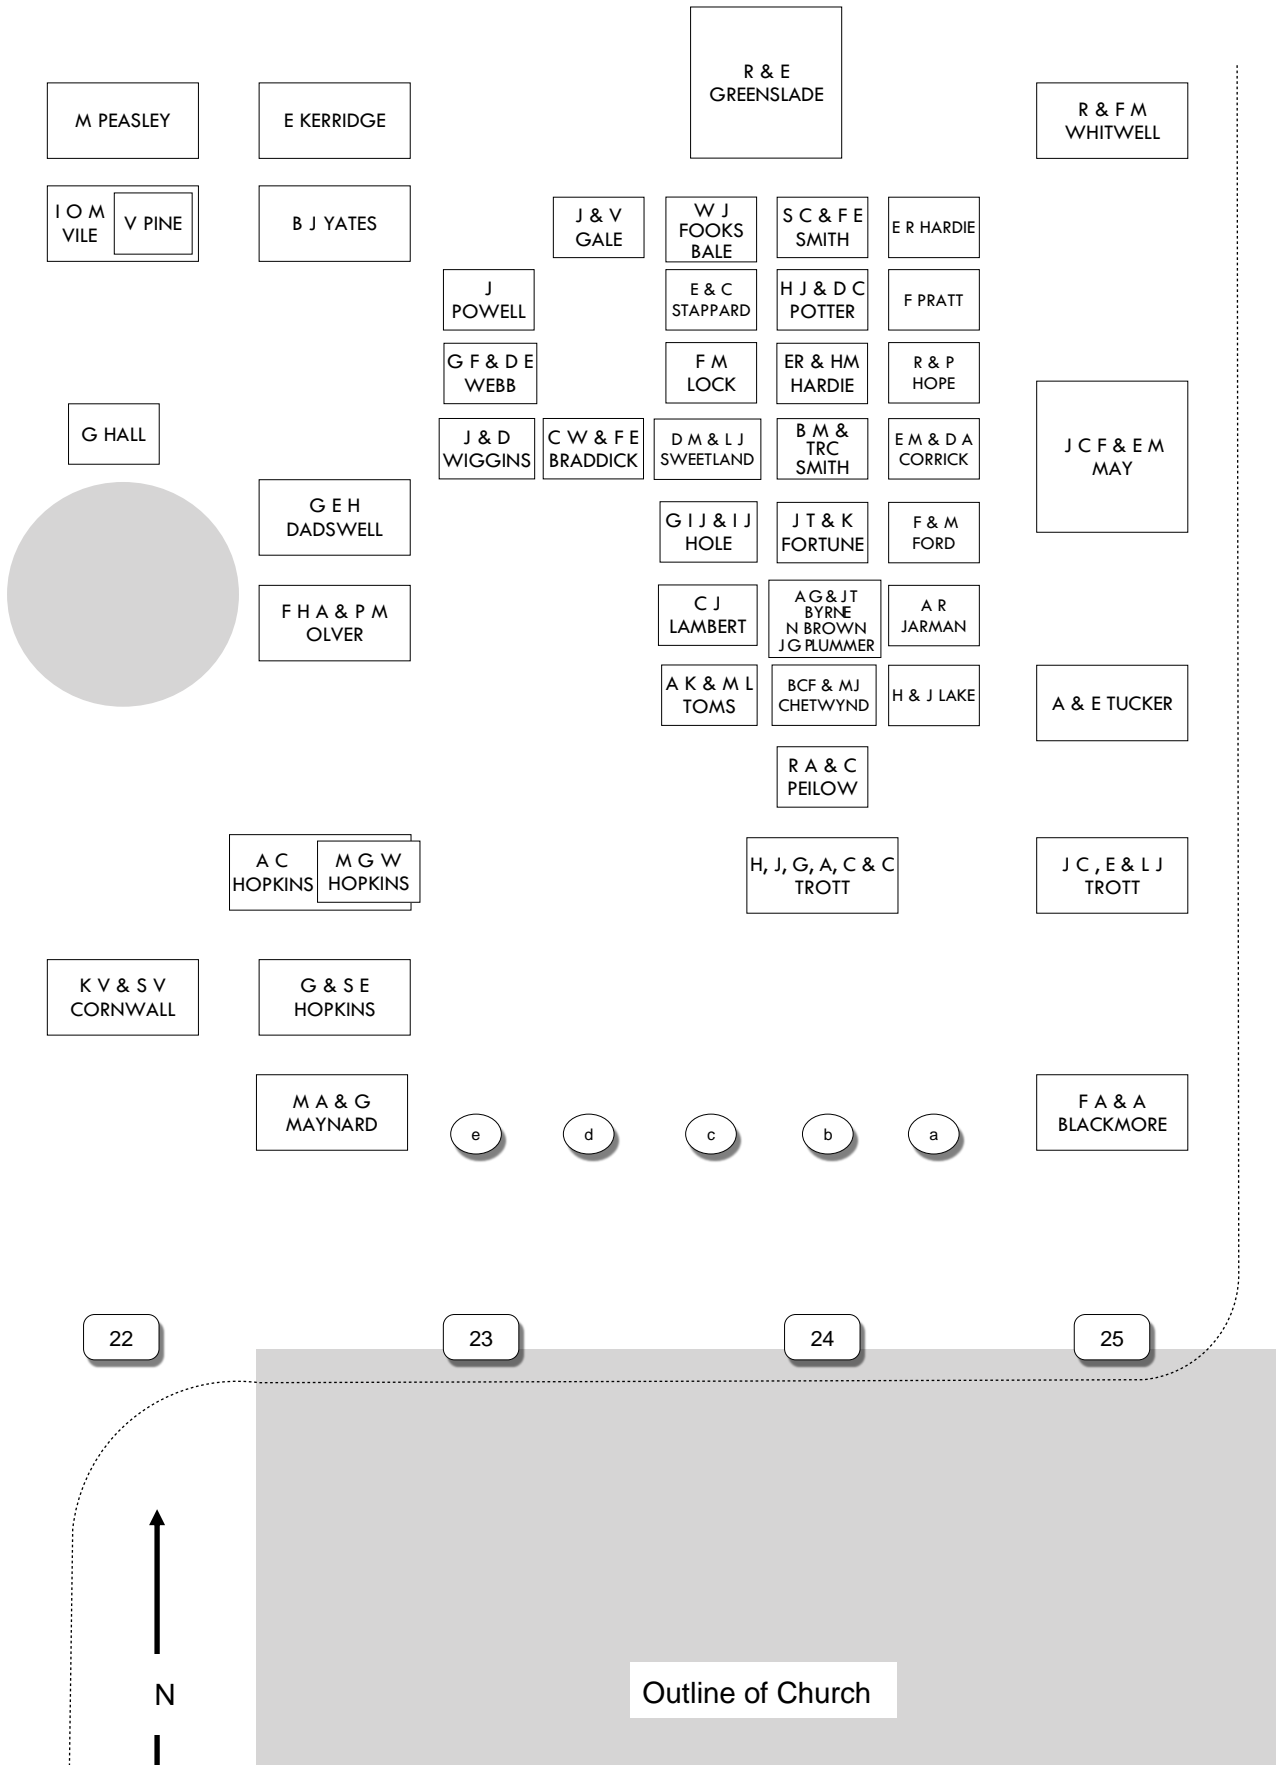 R & E
GREENSLADE
M PEASLEY
E KERRIDGE
R & F M
WHITWELL
I O M
VILE
V PINE
B J YATES
J & V
GALE
W J
FOOKS
BALE
S C & F E
SMITH
E R HARDIE
J
POWELL
E & C
STAPPARD
H J & D C
POTTER
F PRATT
G F & D E
WEBB
F M
LOCK
ER & HM
HARDIE
R & P
HOPE
G HALL
J & D
WIGGINS
C W & F E
BRADDICK
D M & L J
SWEETLAND
B M &
TRC
SMITH
E M & D A
CORRICK
J C F & E M
MAY
G E H
DADSWELL
G I J & I J
HOLE
J T & K
FORTUNE
F & M
FORD
F H A & P M
OLVER
C J
LAMBERT
A G & J T
BYRNE
N BROWN
J G PLUMMER
A R
JARMAN
A K & M L
TOMS
BCF & MJ
CHETWYND
H & J LAKE
A & E TUCKER
R A & C
PEILOW
A C
HOPKINS
M G W
HOPKINS
H, J, G, A, C & C
TROTT
J C , E & L J
TROTT
K V & S V
CORNWALL
G & S E
HOPKINS
M A & G
MAYNARD
e
d
c
b
a
F A & A
BLACKMORE
22
23
24
25
N
Outline of Church